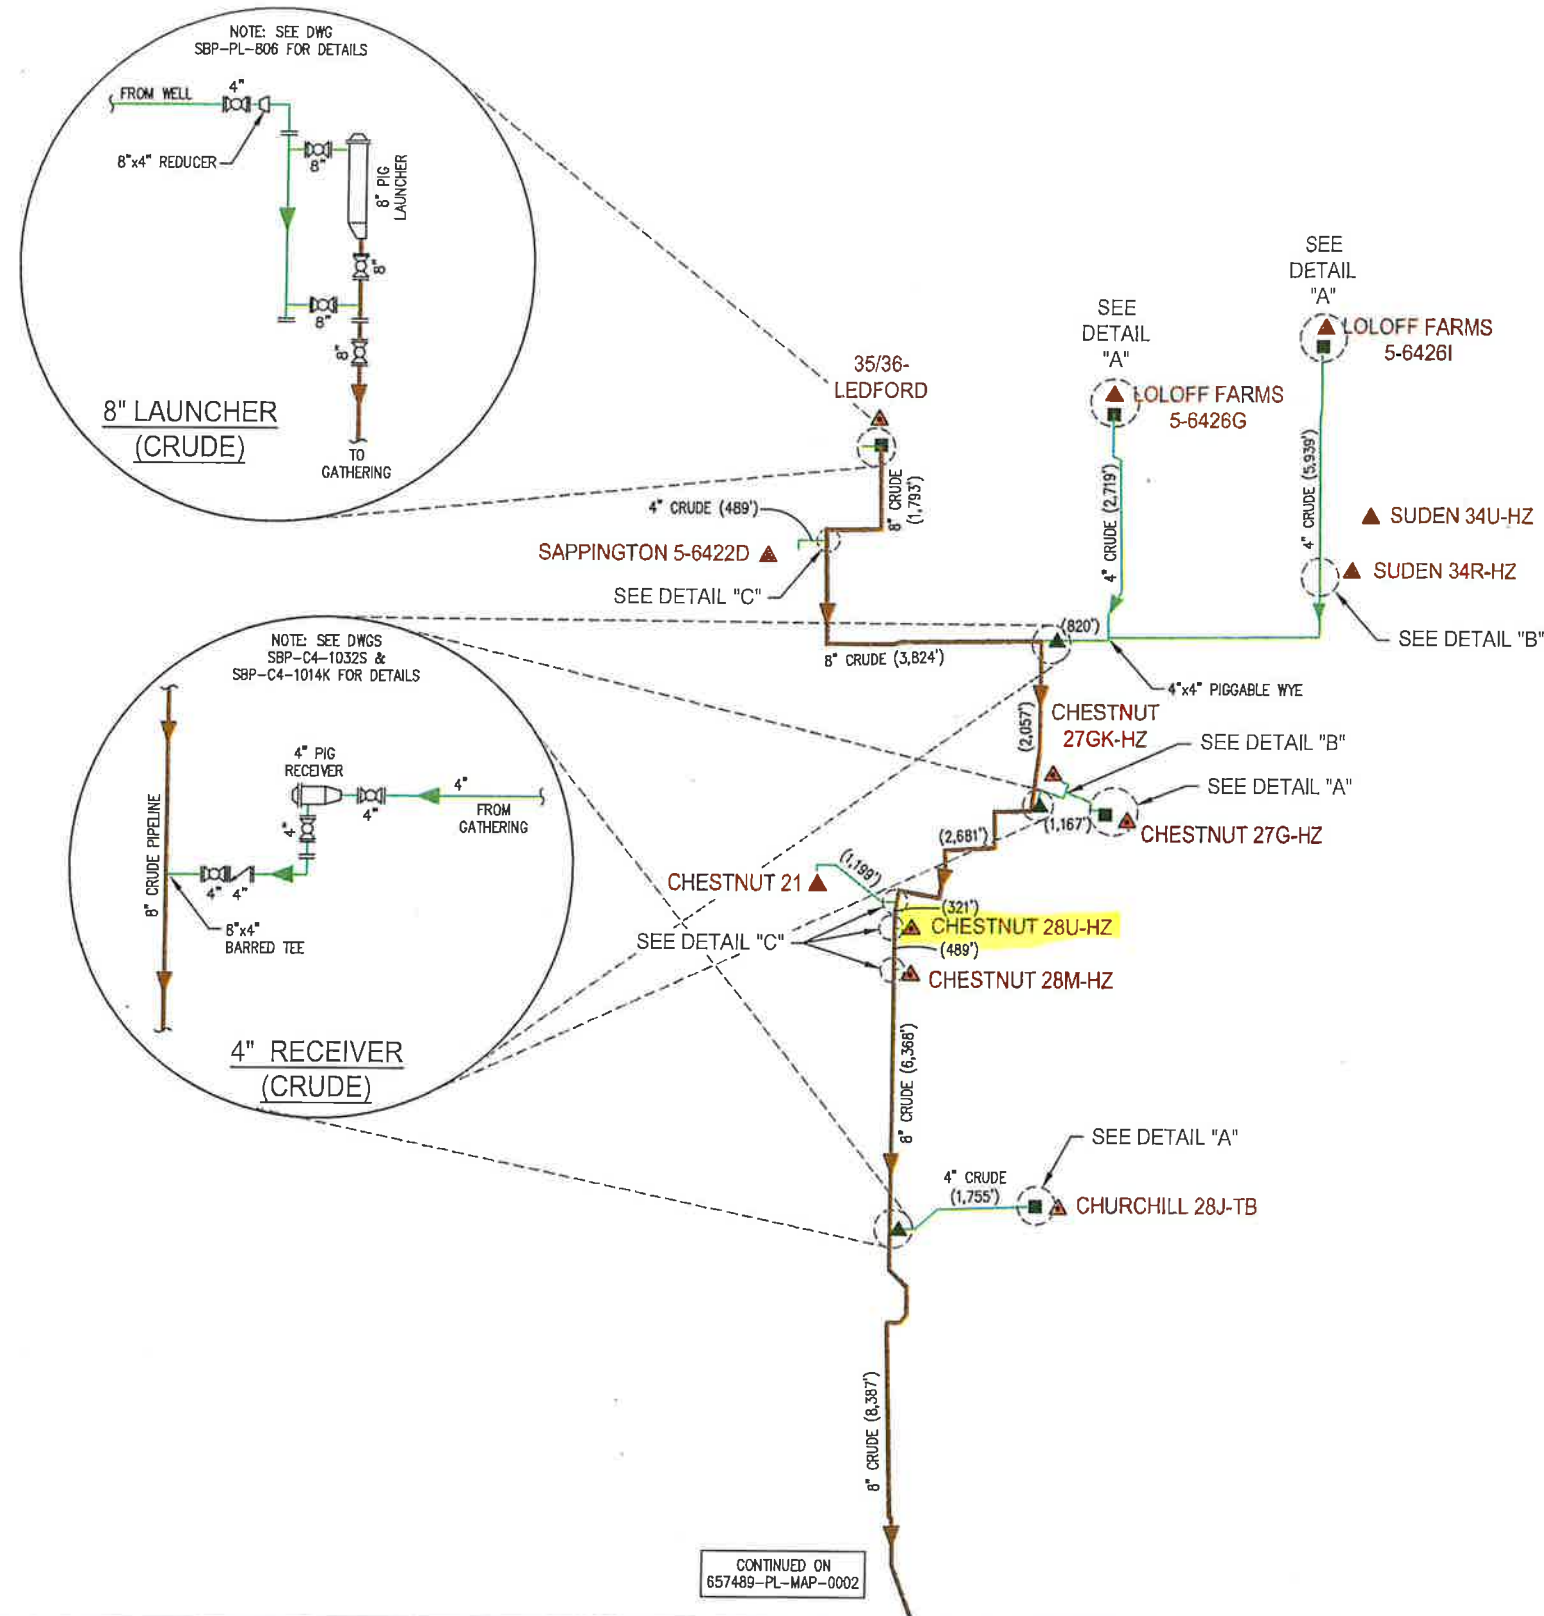 NOTE: SEE DWG
SBP-PL-806 FOR DETAILS
FROM WELL
4"
8"x4" REDUCER
8"
8" PIG
LAUNCHER
8"
8"
8"
8" LAUNCHER
(CRUDE)
TO
GATHERING
SEE
DETAIL
"A"
LOLOFF FARMS
5-6426I
SEE
DETAIL
"A"
LOLOFF FARMS
5-6426G
35/36-
LEDFORD
8" CRUDE
(1,793')
4" CRUDE (489')
SAPPINGTON 5-6422D
SEE DETAIL "C"
4" CRUDE (2,719')
4" CRUDE (5,939')
SUDEN 34U-HZ
SUDEN 34R-HZ
SEE DETAIL "B"
(820')
8" CRUDE (3,824')
4"x4" PIGGABLE WYE
NOTE: SEE DWGS
SBP-C4-1032S &
SBP-C4-1014K FOR DETAILS
8" CRUDE PIPELINE
4" PIG
RECEIVER
4"
4"
FROM
GATHERING
4"
4"
4"
8"x4"
BARRED TEE
4" RECEIVER
(CRUDE)
(2,057')
CHESTNUT
27GK-HZ
SEE DETAIL "B"
SEE DETAIL "A"
(1,167')
CHESTNUT 27G-HZ
(2,681')
(1,199')
CHESTNUT 21
(321')
CHESTNUT 28U-HZ
SEE DETAIL "C"
(489')
CHESTNUT 28M-HZ
8" CRUDE (6,368')
SEE DETAIL "A"
4" CRUDE
(1,755')
CHURCHILL 28J-TB
8" CRUDE (8,387')
CONTINUED ON
657489-PL-MAP-0002